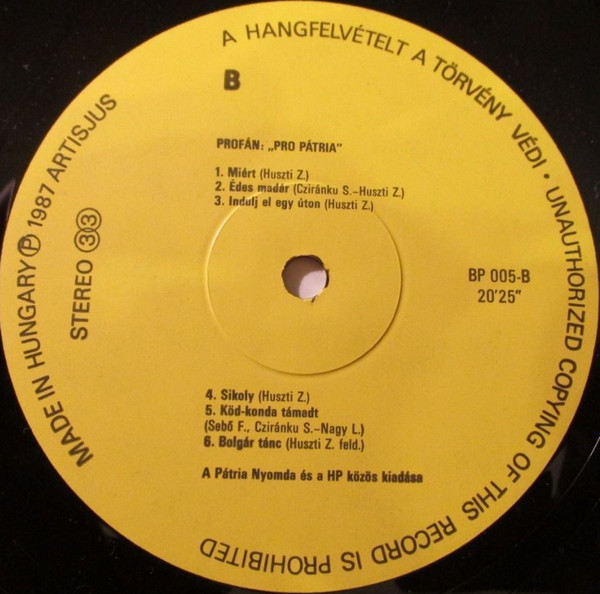 A HANGFELVÉTELT A TÖRVÉNY VÉDI • UNAUTHORIZED COPYING OF THIS RECORD IS PROHIBITED
B
PROFÁN: „PRO PÁTRIA”
1. Miért (Huszti Z.)
2. Édes madár (Cziránku S.–Huszti Z.)
3. Indulj el egy úton (Huszti Z.)
MADE IN HUNGARY Ⓟ 1987 ARTISJUS
STEREO 33
BP 005-B
20'25"
4. Sikoly (Huszti Z.)
5. Köd-konda támadt
(Sebő F., Cziránku S.–Nagy L.)
6. Bolgár tánc (Huszti Z. feld.)
A Pátria Nyomda és a HP közös kiadása